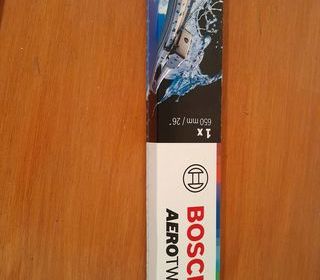 1 x
650 mm / 26"
BOSCH
AEROTW